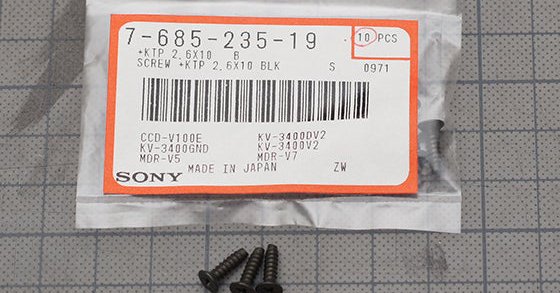 7-685-235-19 10 PCS
+KTP 2.6X10 B
SCREW +KTP 2.6X10 BLK S 0971
CCD-V100E KV-3400DV2
KV-3400GND KV-3400V2
MDR-V5 MDR-V7
SONY MADE IN JAPAN ZW